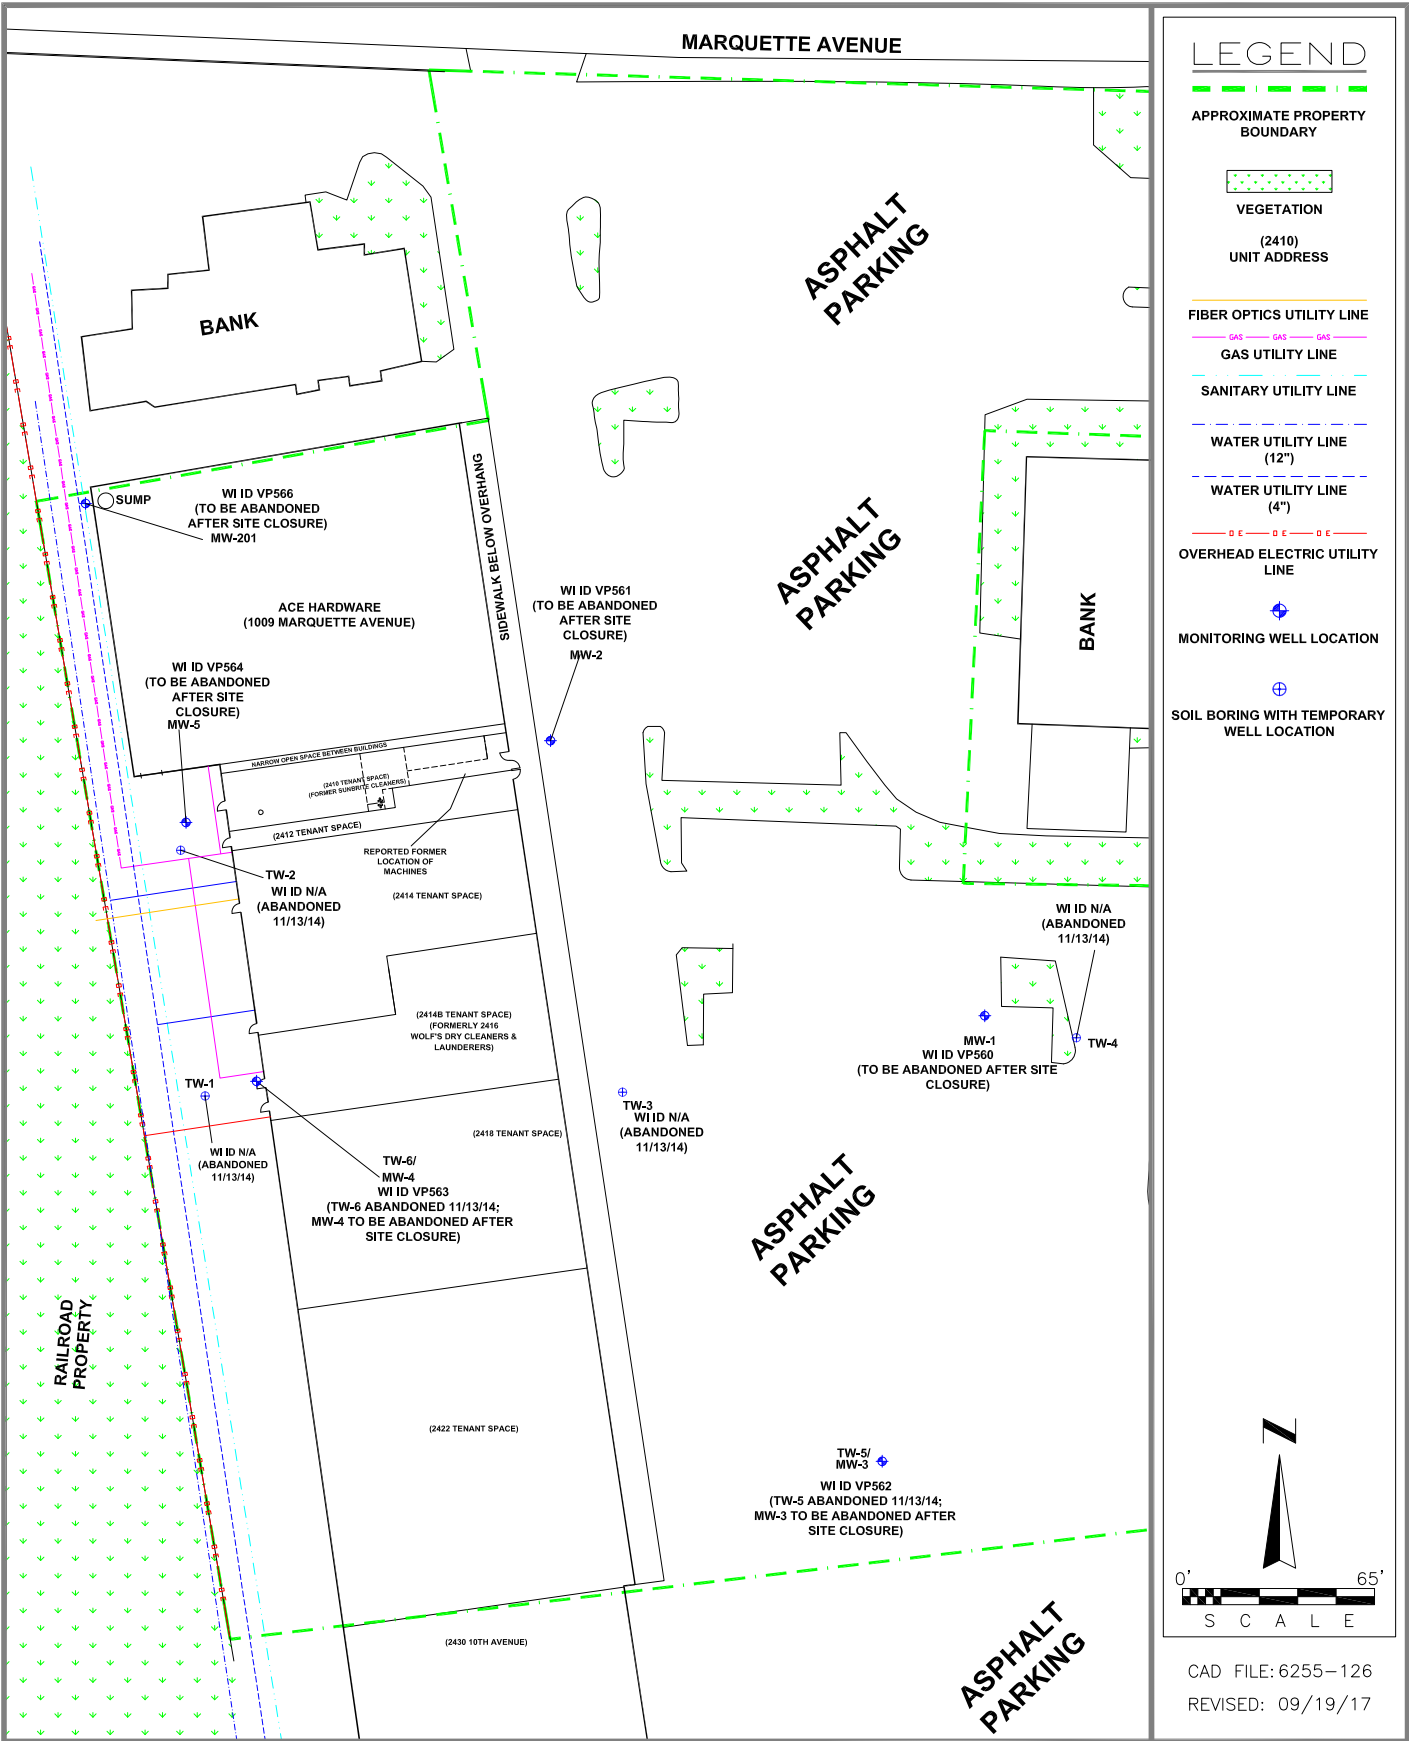 MARQUETTE AVENUE
ASPHALT
PARKING
BANK
SUMP
WI ID VP566
(TO BE ABANDONED
AFTER SITE CLOSURE)
MW-201
SIDEWALK BELOW OVERHANG
ACE HARDWARE
(1009 MARQUETTE AVENUE)
ASPHALT
PARKING
BANK
WI ID VP561
(TO BE ABANDONED
AFTER SITE
CLOSURE)
MW-2
WI ID VP564
(TO BE ABANDONED
AFTER SITE
CLOSURE)
MW-5
NARROW OPEN SPACE BETWEEN BUILDINGS
(2410 TENANT SPACE)
(FORMER SUNBRITE CLEANERS)
(2412 TENANT SPACE)
REPORTED FORMER
LOCATION OF
MACHINES
TW-2
WI ID N/A
(ABANDONED
11/13/14)
(2414 TENANT SPACE)
WI ID N/A
(ABANDONED
11/13/14)
TW-4
(2414B TENANT SPACE)
(FORMERLY 2416
WOLF'S DRY CLEANERS &
LAUNDERERS)
MW-1
WI ID VP560
(TO BE ABANDONED AFTER SITE
CLOSURE)
TW-1
WI ID N/A
(ABANDONED
11/13/14)
TW-3
WI ID N/A
(ABANDONED
11/13/14)
(2418 TENANT SPACE)
TW-6/
MW-4
WI ID VP563
(TW-6 ABANDONED 11/13/14;
MW-4 TO BE ABANDONED AFTER
SITE CLOSURE)
ASPHALT
PARKING
RAILROAD
PROPERTY
(2422 TENANT SPACE)
TW-5/
MW-3
WI ID VP562
(TW-5 ABANDONED 11/13/14;
MW-3 TO BE ABANDONED AFTER
SITE CLOSURE)
(2430 10TH AVENUE)
ASPHALT
PARKING
LEGEND
APPROXIMATE PROPERTY
BOUNDARY
VEGETATION
(2410)
UNIT ADDRESS
FIBER OPTICS UTILITY LINE
GAS GAS GAS
GAS UTILITY LINE
SANITARY UTILITY LINE
WATER UTILITY LINE
(12")
WATER UTILITY LINE
(4")
O E O E O E
OVERHEAD ELECTRIC UTILITY
LINE
MONITORING WELL LOCATION
SOIL BORING WITH TEMPORARY
WELL LOCATION
N
0' 65'
S C A L E
CAD FILE: 6255-126
REVISED: 09/19/17